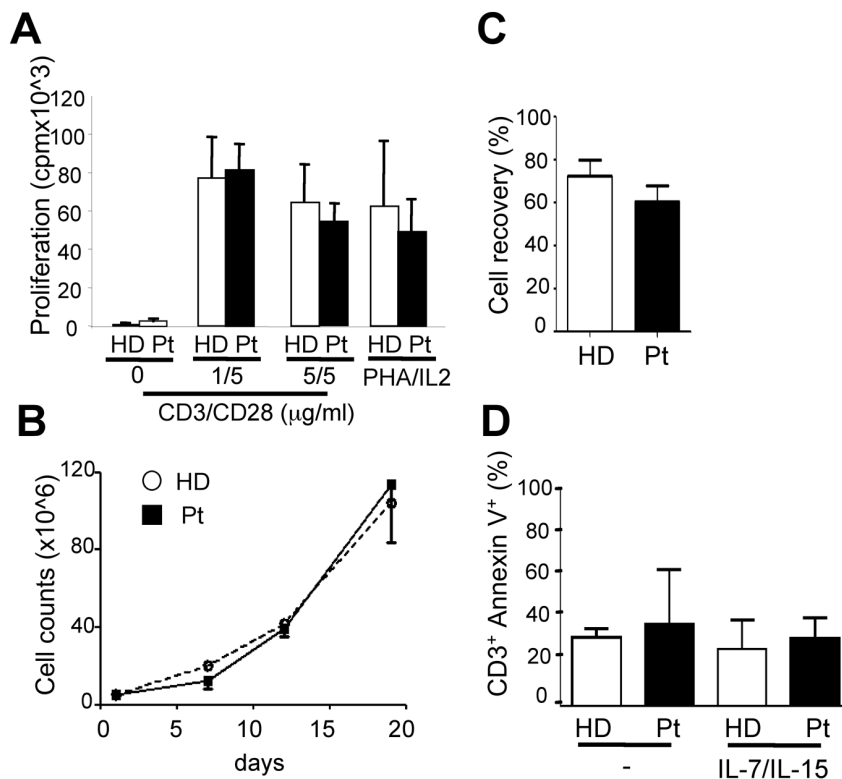 A
Proliferation (cpmx10^3)
120
100
80
60
40
20
0
HD Pt HD Pt HD Pt HD Pt
0 1/5 5/5 PHA/IL2
CD3/CD28 (µg/ml)
B
Cell counts (x10^6)
120
80
40
0
HD
Pt
0 5 10 15 20
days
C
Cell recovery (%)
100
80
60
40
20
0
HD Pt
D
CD3+ Annexin V+ (%)
100
80
60
40
20
0
HD Pt HD Pt
- IL-7/IL-15